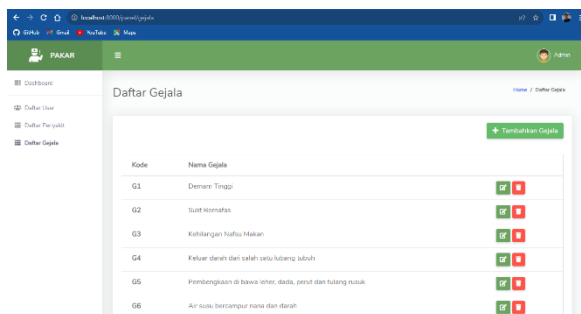 localhost:8000/panel/gejala
GitHub Gmail YouTube Maps
PAKAR
Admin
Dashboard
Daftar Gejala
Home / Daftar Gejala
Daftar User
Daftar Penyakit
Daftar Gejala
Tambahkan Gejala
Kode Nama Gejala
G1 Demam Tinggi
G2 Sulit Bernafas
G3 Kehilangan Nafsu Makan
G4 Keluar darah dari salah satu lubang tubuh
G5 Pembengkaan di bawa leher, dada, perut dan tulang rusuk
G6 Air susu bercampur nana dan darah